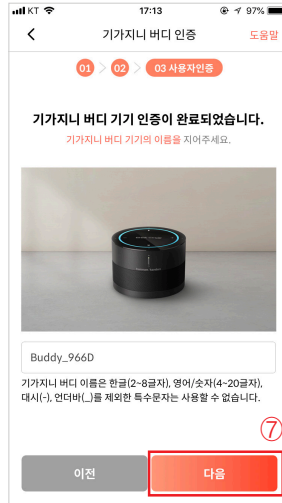 KT 17:13 97%
기가지니 버디 인증 도움말
01 > 02 > 03 사용자인증
기가지니 버디 기기 인증이 완료되었습니다.
기가지니 버디 기기의 이름을 지어주세요.
Buddy_966D
기가지니 버디 이름은 한글(2~8글자), 영어/숫자(4~20글자),
대시(-), 언더바(_)를 제외한 특수문자는 사용할 수 없습니다.
⑦
이전 다음